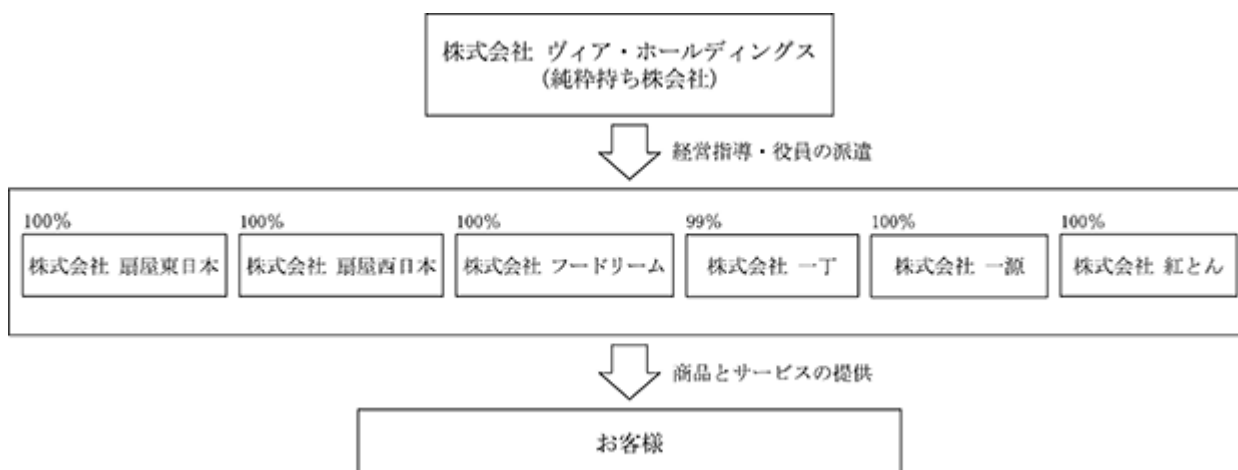 株式会社 ヴィア・ホールディングス
(純粋持ち株会社)
経営指導・役員の派遣
100% 100% 100% 99% 100% 100%
株式会社 扇屋東日本 株式会社 扇屋西日本 株式会社 フードリーム 株式会社 一丁 株式会社 一源 株式会社 紅とん
商品とサービスの提供
お客様